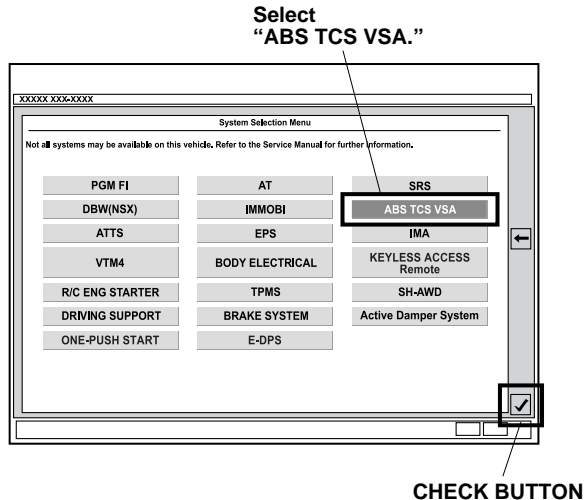 Select
“ABS TCS VSA.”
XXXXX XXX-XXXX
System Selection Menu
Not all systems may be available on this vehicle. Refer to the Service Manual for further information.
PGM FI AT SRS
DBW(NSX) IMMOBI ABS TCS VSA
ATTS EPS IMA
VTM4 BODY ELECTRICAL KEYLESS ACCESS
Remote
R/C ENG STARTER TPMS SH-AWD
DRIVING SUPPORT BRAKE SYSTEM Active Damper System
ONE-PUSH START E-DPS
CHECK BUTTON